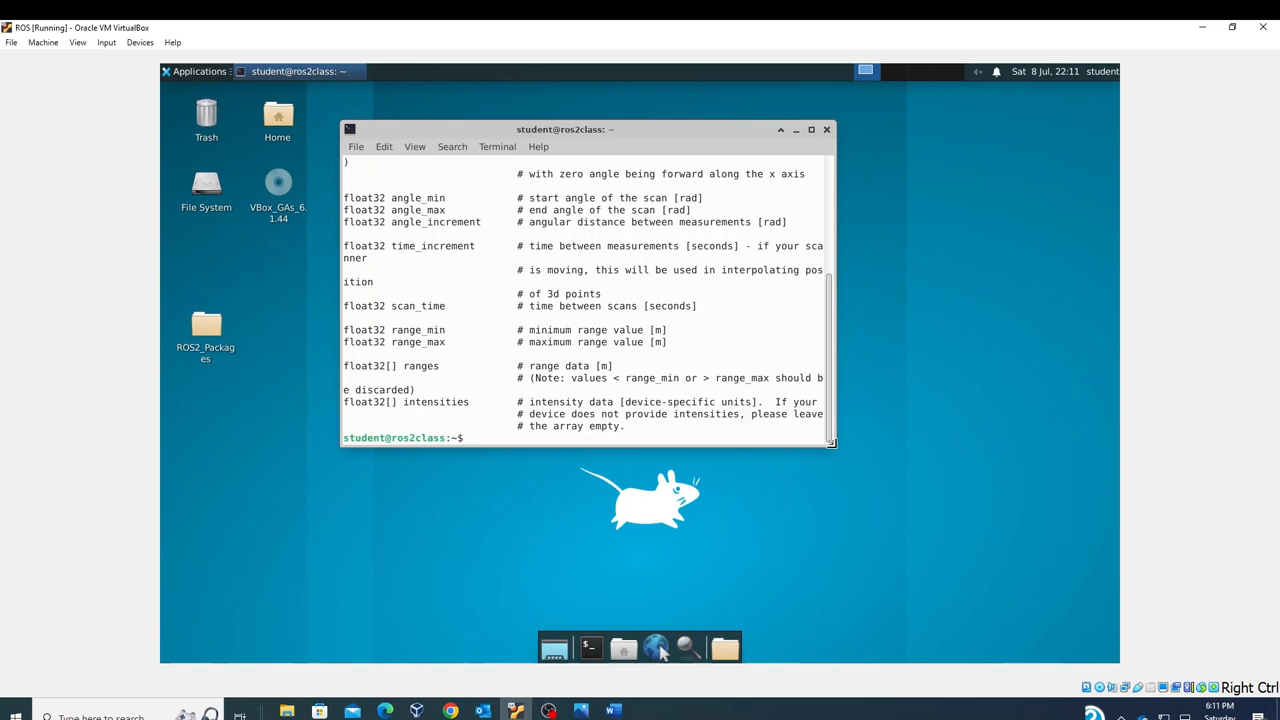 ROS [Running] - Oracle VM VirtualBox
File Machine View Input Devices Help
Applications student@ros2class: ~ Sat 8 Jul, 22:11 student
Trash
Home
File System
VBox_GAs_6.
1.44
ROS2_Packag
es
student@ros2class: ~
File Edit View Search Terminal Help
)
# with zero angle being forward along the x axis
float32 angle_min # start angle of the scan [rad]
float32 angle_max # end angle of the scan [rad]
float32 angle_increment # angular distance between measurements [rad]
float32 time_increment # time between measurements [seconds] - if your sca
nner
# is moving, this will be used in interpolating pos
ition
# of 3d points
float32 scan_time # time between scans [seconds]
float32 range_min # minimum range value [m]
float32 range_max # maximum range value [m]
float32[] ranges # range data [m]
# (Note: values < range_min or > range_max should b
e discarded)
float32[] intensities # intensity data [device-specific units].  If your
# device does not provide intensities, please leave
# the array empty.
student@ros2class:~$
$_
Right Ctrl
Type here to search
6:11 PM
Saturday